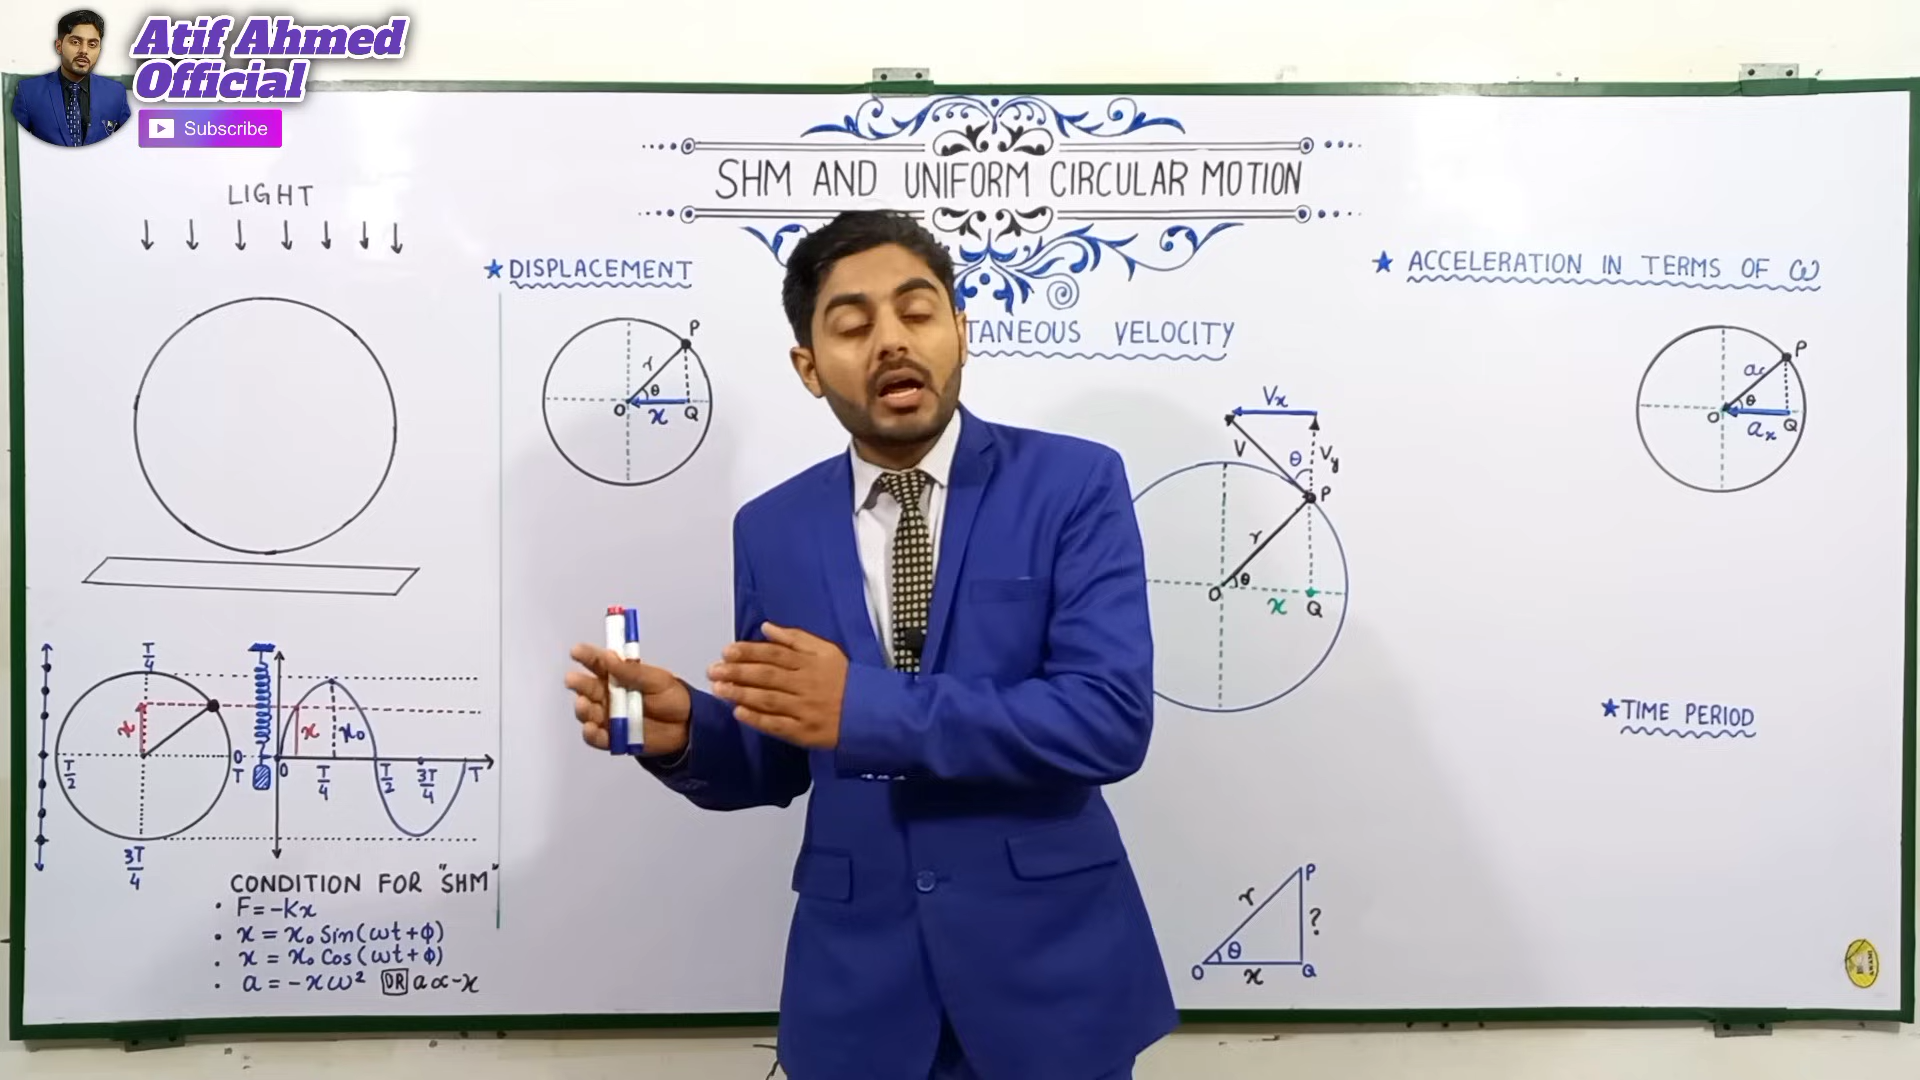 Atif Ahmed
Official
Subscribe
SHM AND UNIFORM CIRCULAR MOTION
LIGHT
★ DISPLACEMENT
P
r
θ
O
x
Q
TANEOUS VELOCITY
Vx
V
θ
Vy
P
r
θ
O
x
Q
★ ACCELERATION IN TERMS OF ω
P
ac
θ
O
ax
Q
★ TIME PERIOD
T/4
x
T/2
O
T
3T/4
x
x₀
O
T/4
T/2
3T/4
T
CONDITION FOR "SHM"
• F = -Kx
• x = x₀ Sin(ωt + ϕ)
• x = x₀ Cos(ωt + ϕ)
• a = -xω² OR a ∝ -x
P
r
?
θ
O
x
Q